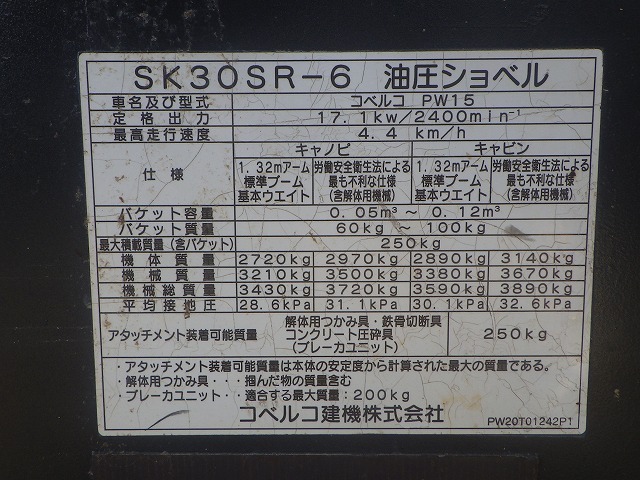 SK30SR-6 油圧ショベル
車名及び型式 コベルコ PW15
定格出力 17.1kw/2400min⁻¹
最高走行速度 4.4 km/h
仕様 キャノピ キャビン
1.32mアーム 労働安全衛生法による 1.32mアーム 労働安全衛生法による
標準ブーム 最も不利な仕様 標準ブーム 最も不利な仕様
基本ウエイト (含解体用機械) 基本ウエイト (含解体用機械)
バケット容量 0.05m³ ~ 0.12m³
バケット質量 60kg ~ 100kg
最大積載質量(含バケット) 250kg
機体質量 2720kg 2970kg 2890kg 3140kg
機械質量 3210kg 3500kg 3380kg 3670kg
機械総質量 3430kg 3720kg 3590kg 3890kg
平均接地圧 28.6kPa 31.1kPa 30.1kPa 32.6kPa
アタッチメント装着可能質量 解体用つかみ具・鉄骨切断具 250kg
コンクリート圧砕具
(ブレーカユニット)
・アタッチメント装着可能質量は本体の安定度から計算された最大の質量である。
・解体用つかみ具・・・掴んだ物の質量含む
・ブレーカユニット・・・適合する最大質量:200kg
コベルコ建機株式会社
PW20T01242P1